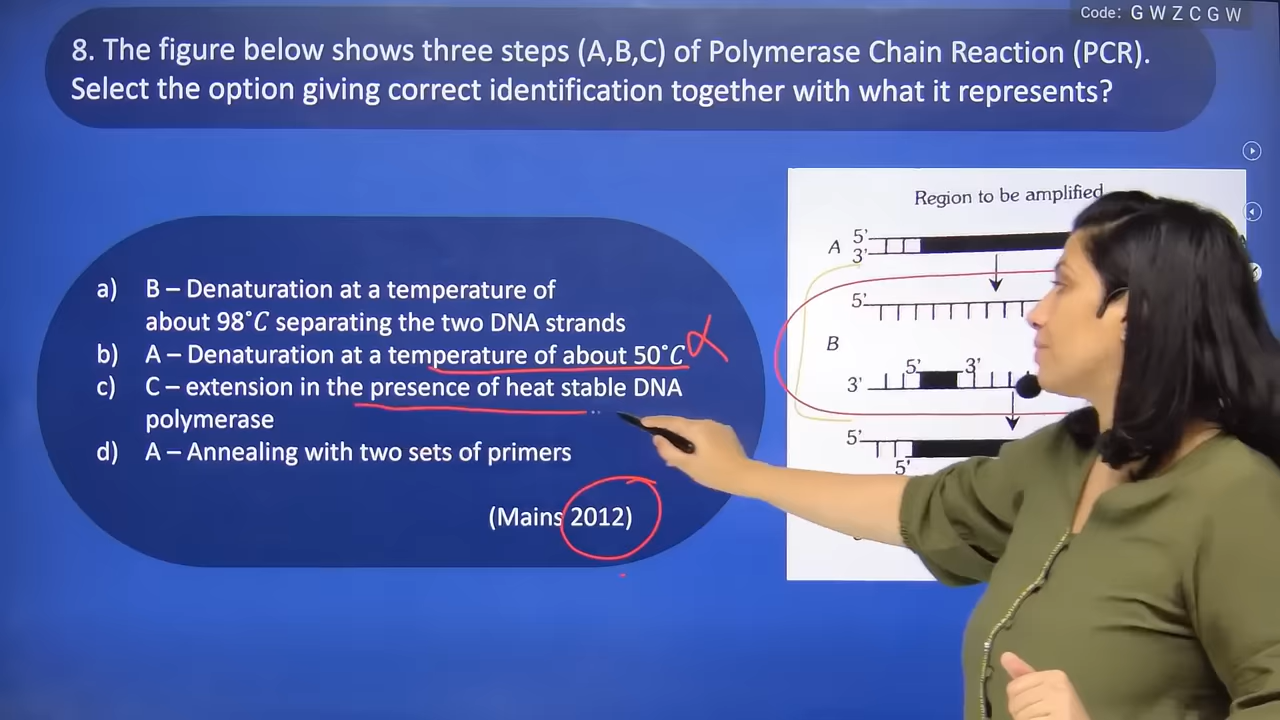 Code: G W Z C G W
8. The figure below shows three steps (A,B,C) of Polymerase Chain Reaction (PCR).
Select the option giving correct identification together with what it represents?
a) B – Denaturation at a temperature of
about 98°C separating the two DNA strands
b) A – Denaturation at a temperature of about 50°C
c) C – extension in the presence of heat stable DNA
polymerase
d) A – Annealing with two sets of primers
(Mains 2012)
Region to be amplified
A 5'
3'
5'
B
5' 3'
3'
5'
5'